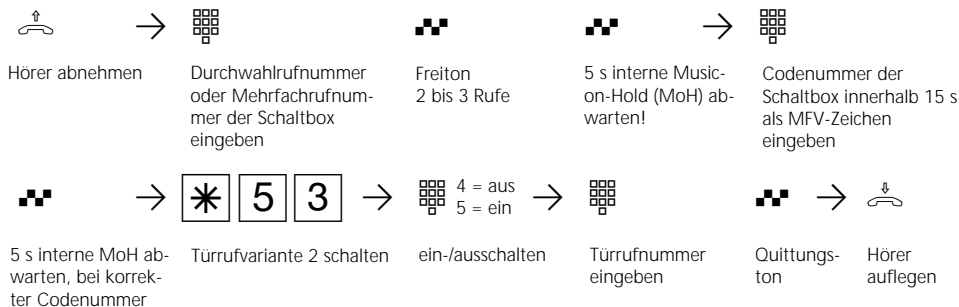 Hörer abnehmen
Durchwahlrufnummer
oder Mehrfachrufnum-
mer der Schaltbox
eingeben
Freiton
2 bis 3 Rufe
5 s interne Music-
on-Hold (MoH) ab-
warten!
Codenummer der
Schaltbox innerhalb 15 s
als MFV-Zeichen
eingeben
* 5 3
4 = aus
5 = ein
5 s interne MoH ab-
warten, bei korrek-
ter Codenummer
Türrufvariante 2 schalten
ein-/ausschalten
Türrufnummer
eingeben
Quittungs-
ton
Hörer
auflegen